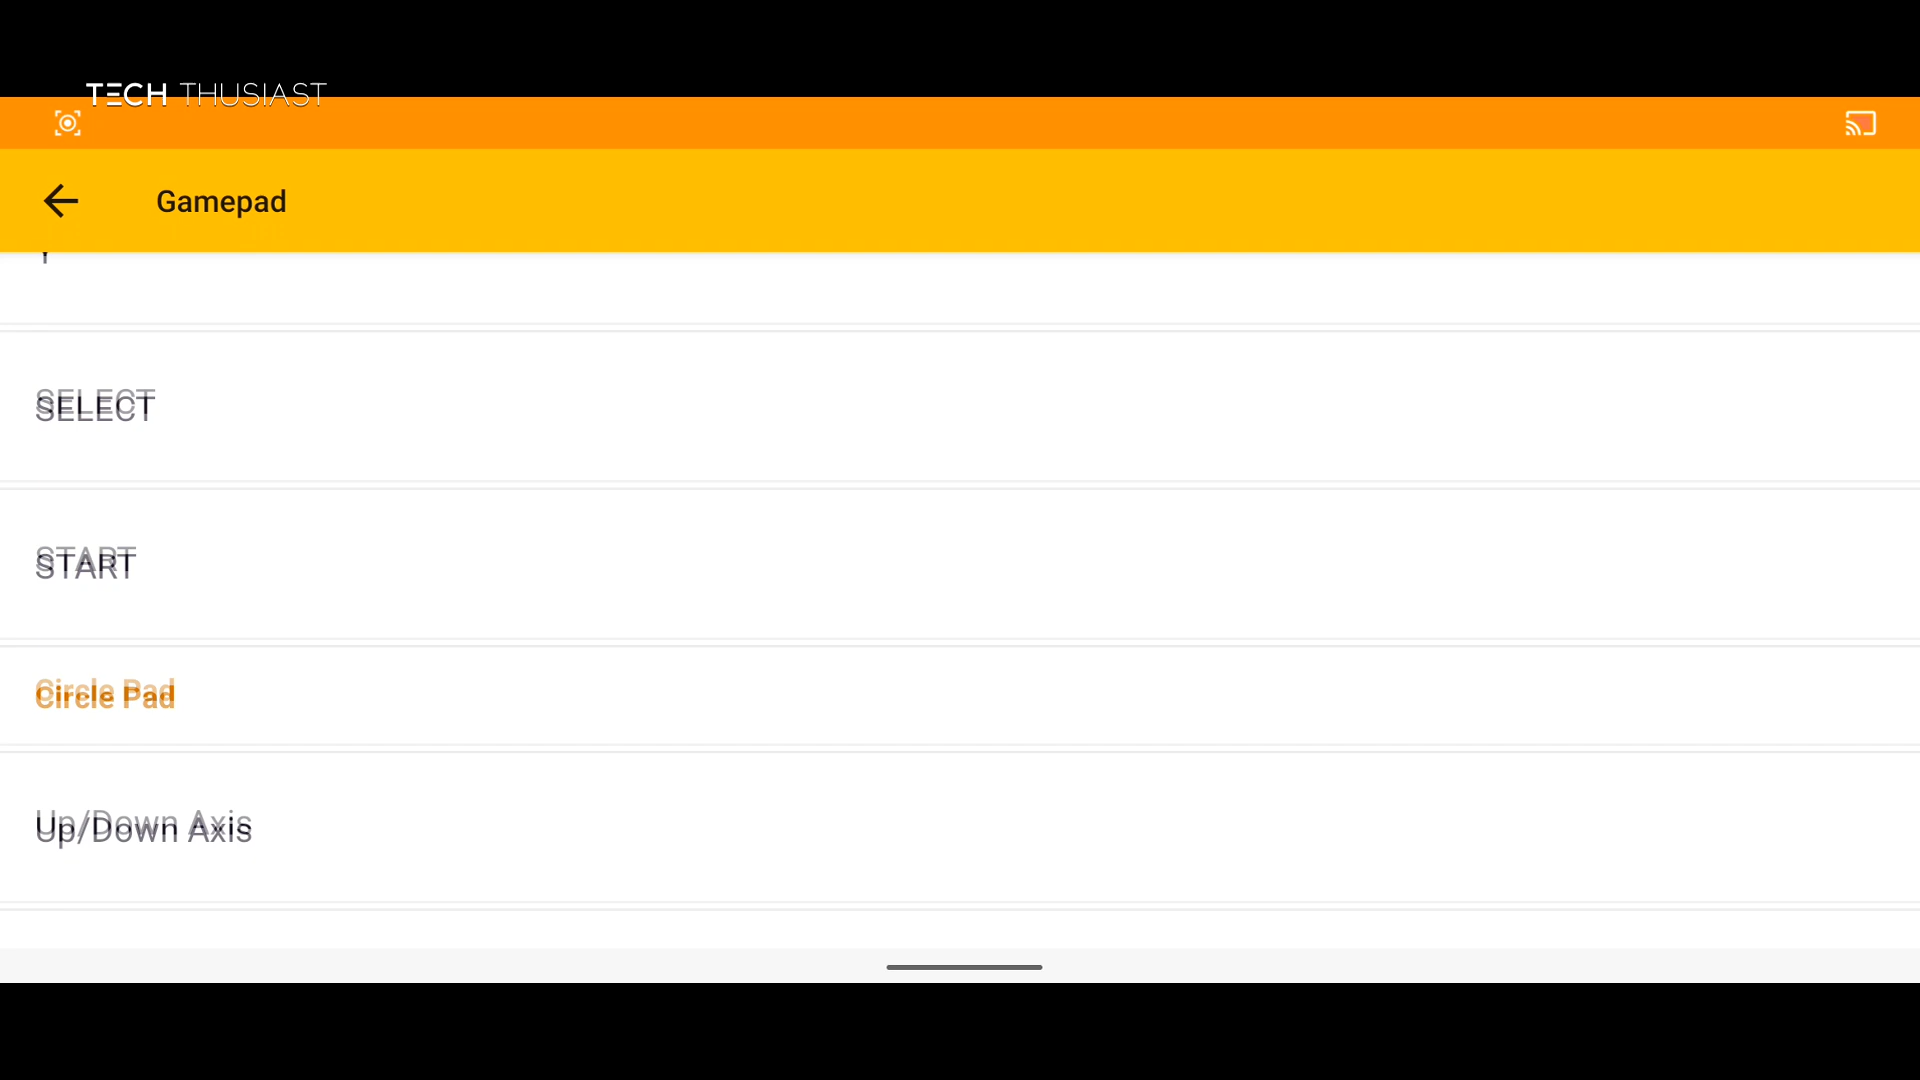 TECH THUSIAST
Gamepad
Y
SELECT
START
Circle Pad
Up/Down Axis